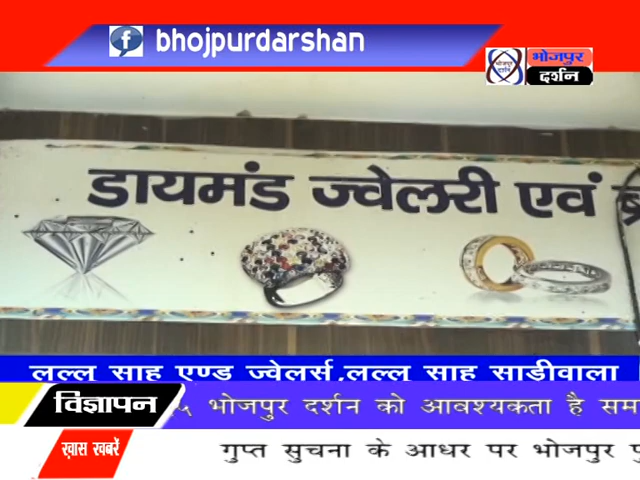 bhojpurdarshan
भोजपुर
दर्शन
डायमंड ज्वेलरी एवं
लल्लू साह एण्ड ज्वेलर्स,लल्लू साह साडीवाला
विज्ञापन
भोजपुर दर्शन को आवश्यकता है
ख़ास खबरें
गुप्त सुचना के आधर पर भोजपुर